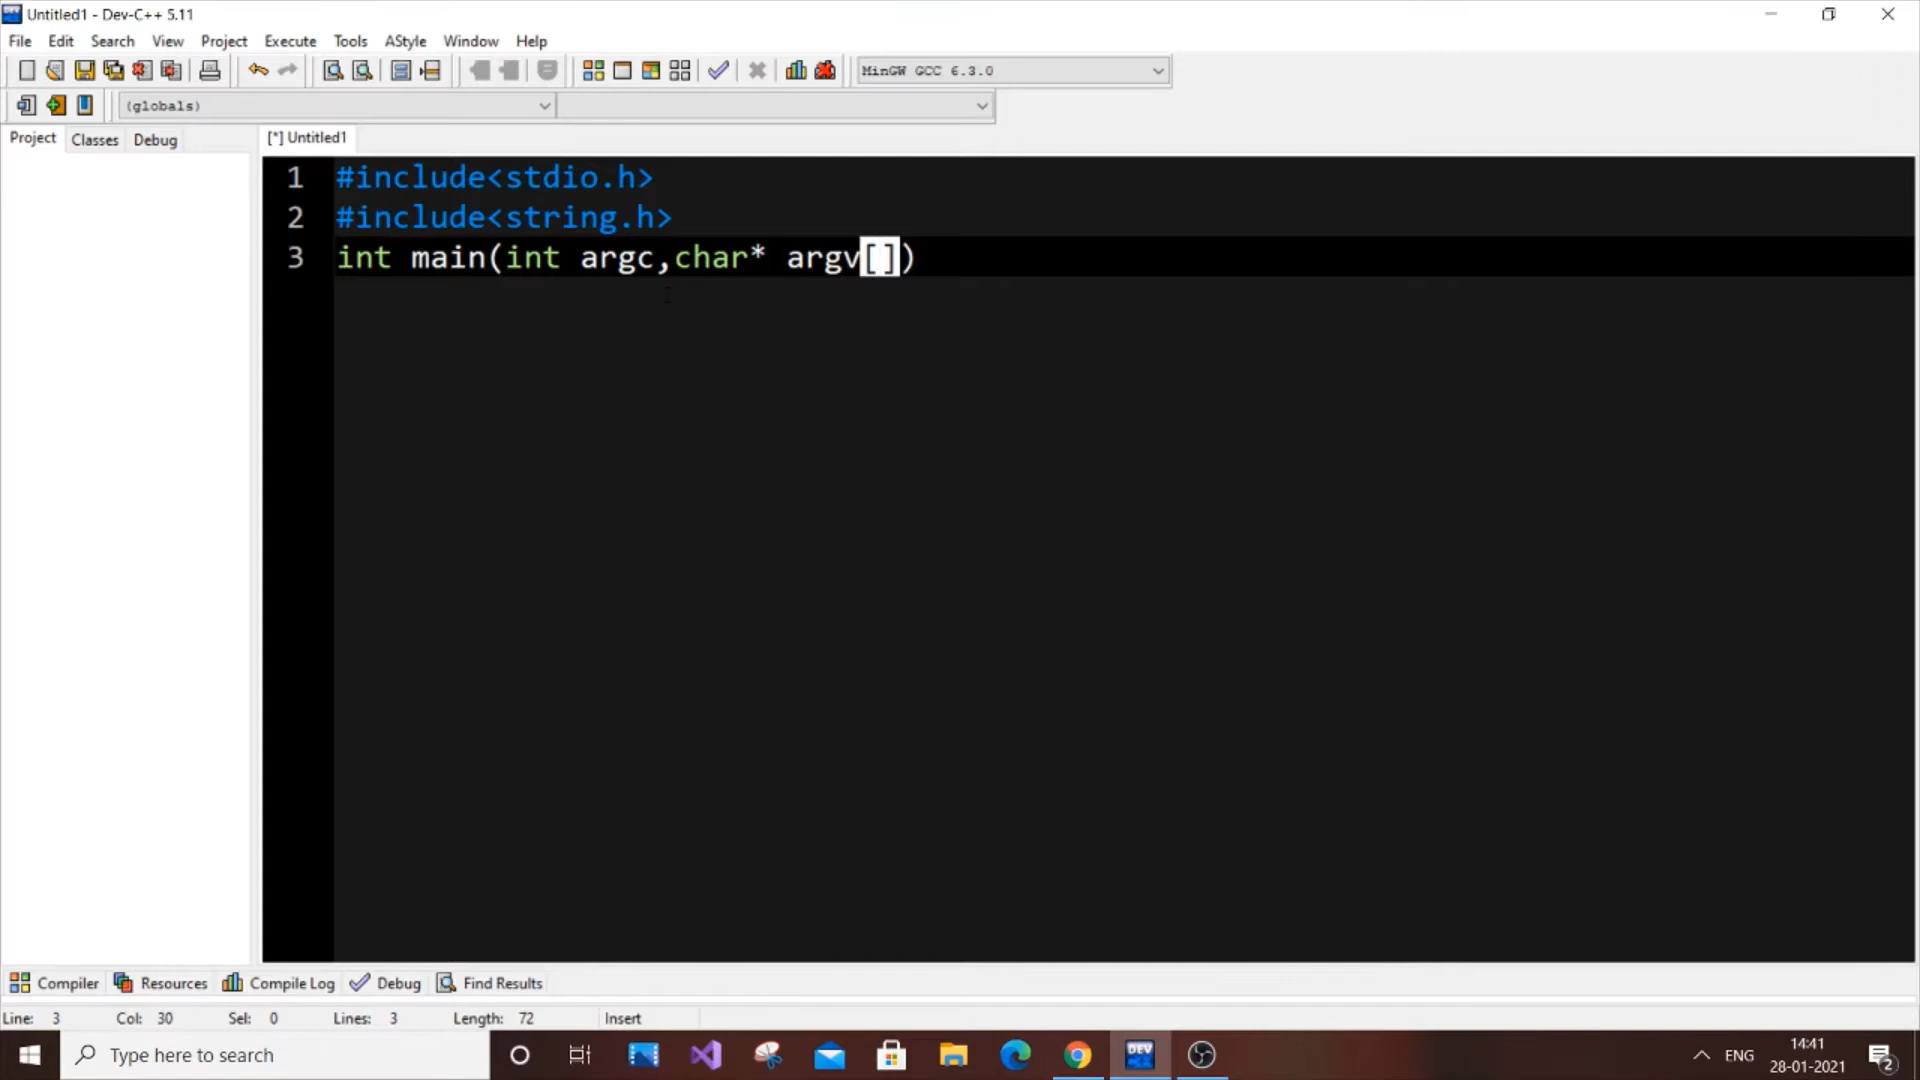 Untitled1 - Dev-C++ 5.11
File Edit Search View Project Execute Tools AStyle Window Help
MinGW GCC 6.3.0
(globals)
Project Classes Debug
[*] Untitled1
1 #include<stdio.h>
2 #include<string.h>
3 int main(int argc,char* argv[])
Compiler Resources Compile Log Debug Find Results
Line: 3 Col: 30 Sel: 0 Lines: 3 Length: 72 Insert
Type here to search
DEV
ENG
14:41
28-01-2021
2